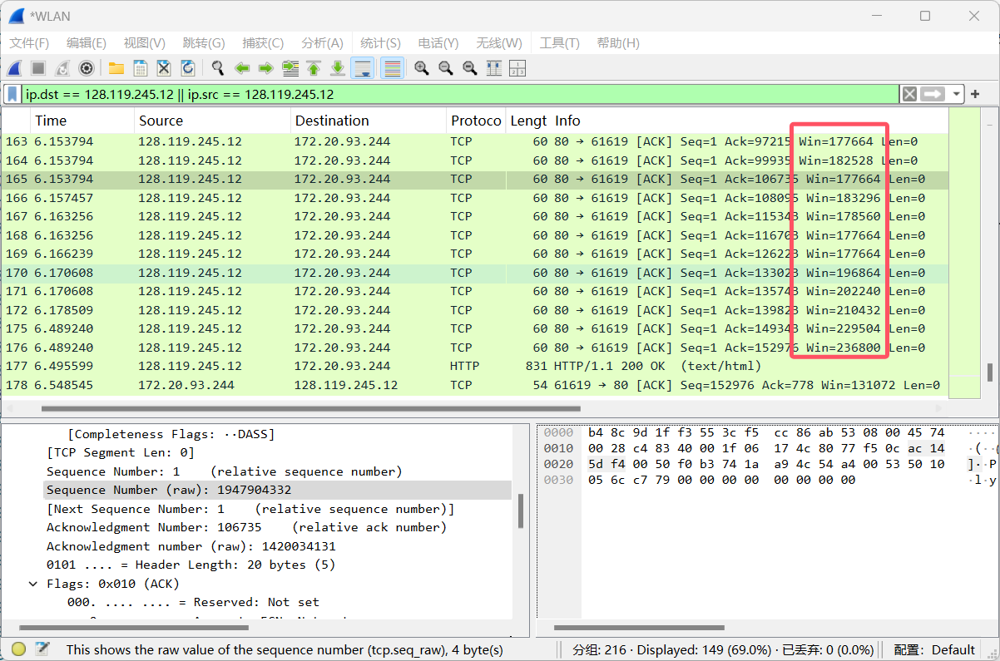 *WLAN
文件(F) 编辑(E) 视图(V) 跳转(G) 捕获(C) 分析(A) 统计(S) 电话(Y) 无线(W) 工具(T) 帮助(H)
ip.dst == 128.119.245.12 || ip.src == 128.119.245.12
Time Source Destination Protoco Lengt Info
163 6.153794 128.119.245.12 172.20.93.244 TCP 60 80 → 61619 [ACK] Seq=1 Ack=97215 Win=177664 Len=0
164 6.153794 128.119.245.12 172.20.93.244 TCP 60 80 → 61619 [ACK] Seq=1 Ack=99935 Win=182528 Len=0
165 6.153794 128.119.245.12 172.20.93.244 TCP 60 80 → 61619 [ACK] Seq=1 Ack=106735 Win=177664 Len=0
166 6.157457 128.119.245.12 172.20.93.244 TCP 60 80 → 61619 [ACK] Seq=1 Ack=108095 Win=183296 Len=0
167 6.163256 128.119.245.12 172.20.93.244 TCP 60 80 → 61619 [ACK] Seq=1 Ack=115343 Win=178560 Len=0
168 6.163256 128.119.245.12 172.20.93.244 TCP 60 80 → 61619 [ACK] Seq=1 Ack=116703 Win=177664 Len=0
169 6.166239 128.119.245.12 172.20.93.244 TCP 60 80 → 61619 [ACK] Seq=1 Ack=126223 Win=177664 Len=0
170 6.170608 128.119.245.12 172.20.93.244 TCP 60 80 → 61619 [ACK] Seq=1 Ack=133023 Win=196864 Len=0
171 6.170608 128.119.245.12 172.20.93.244 TCP 60 80 → 61619 [ACK] Seq=1 Ack=135743 Win=202240 Len=0
172 6.178509 128.119.245.12 172.20.93.244 TCP 60 80 → 61619 [ACK] Seq=1 Ack=139823 Win=210432 Len=0
175 6.489240 128.119.245.12 172.20.93.244 TCP 60 80 → 61619 [ACK] Seq=1 Ack=149343 Win=229504 Len=0
176 6.489240 128.119.245.12 172.20.93.244 TCP 60 80 → 61619 [ACK] Seq=1 Ack=152976 Win=236800 Len=0
177 6.495599 128.119.245.12 172.20.93.244 HTTP 831 HTTP/1.1 200 OK (text/html)
178 6.548545 172.20.93.244 128.119.245.12 TCP 54 61619 → 80 [ACK] Seq=152976 Ack=778 Win=131072 Len=0
[Completeness Flags: ··DASS]
[TCP Segment Len: 0]
Sequence Number: 1 (relative sequence number)
Sequence Number (raw): 1947904332
[Next Sequence Number: 1 (relative sequence number)]
Acknowledgment Number: 106735 (relative ack number)
Acknowledgment number (raw): 1420034131
0101 .... = Header Length: 20 bytes (5)
Flags: 0x010 (ACK)
000. .... .... = Reserved: Not set
0000 b4 8c 9d 1f f3 55 3c f5 cc 86 ab 53 08 00 45 74 ····
0010 00 28 c4 83 40 00 1f 06 17 4c 80 77 f5 0c ac 14 ·(·
0020 5d f4 00 50 f0 b3 74 1a a9 4c 54 a4 00 53 50 10 ]··P
0030 05 6c c7 79 00 00 00 00 00 00 00 00 ·l·y
This shows the raw value of the sequence number (tcp.seq_raw), 4 byte(s) 分组: 216 · Displayed: 149 (69.0%) · 已丢弃: 0 (0.0%) 配置: Default